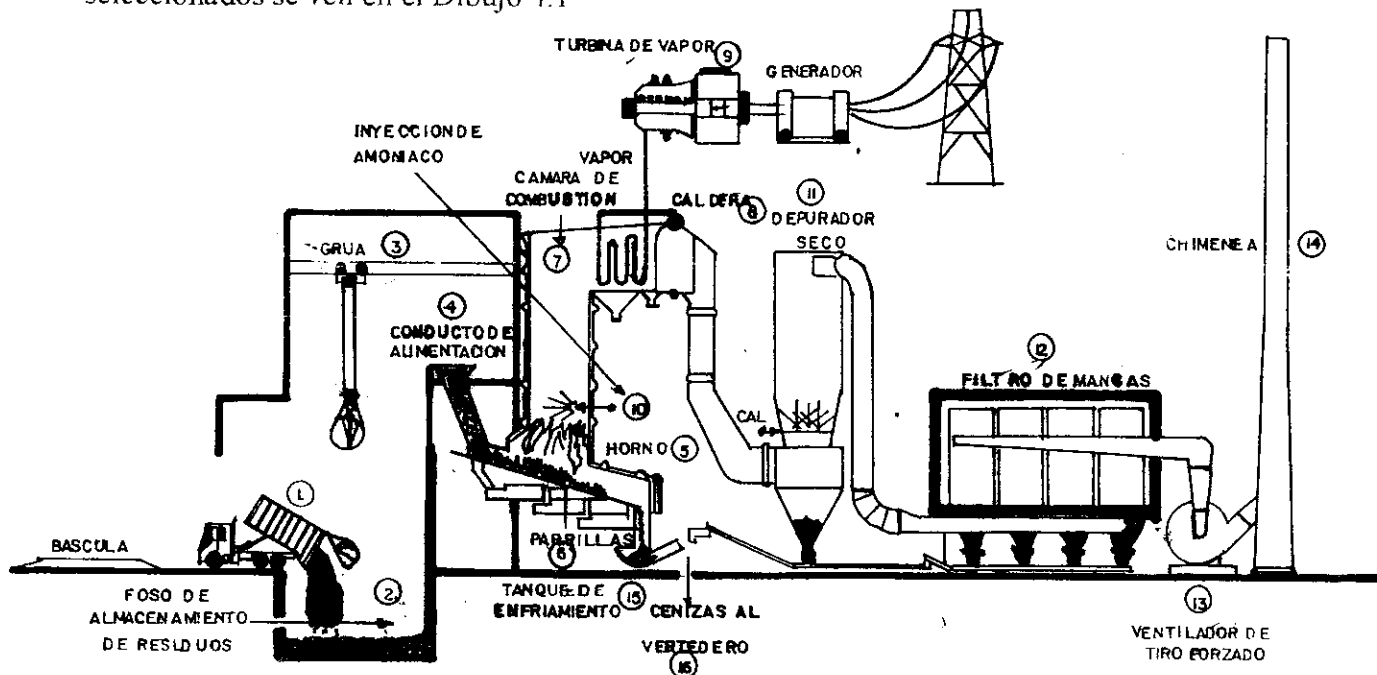 seleccionados se ven en el Dibujo 4.1
TURBINA DE VAPOR 9
GENERADOR
INYECCION DE
AMONIACO
VAPOR
CAMARA DE
COMBUSTION
7
CALDERA 8
11
DEPURADOR
SECO
GRUA 3
CHIMENEA 14
4
CONDUCTO DE
ALIMENTACION
12
FILTRO DE MANGAS
10
CAL
HORNO 5
1
BASCULA
PARRILLAS
6
FOSO DE
ALMACENAMIENTO
DE RESIDUOS
2
TANQUE DE
ENFRIAMIENTO 15
CENIZAS AL
VERTEDERO
16
13
VENTILADOR DE
TIRO FORZADO